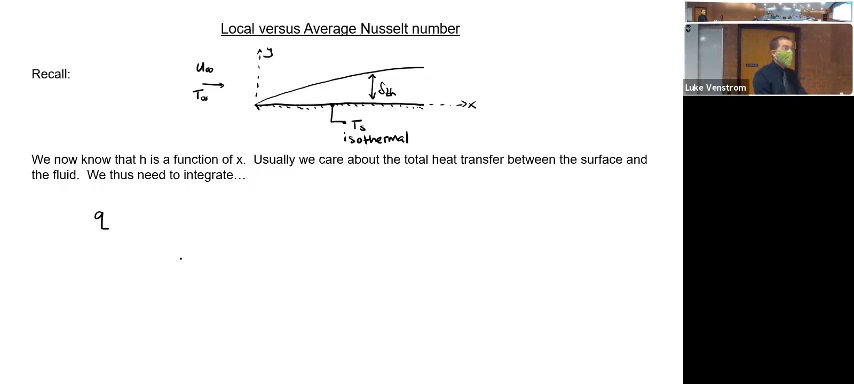 Local versus Average Nusselt number
y
Recall:
u∞
T∞
δth
x
Ts
isothermal
We now know that h is a function of x.  Usually we care about the total heat transfer between the surface and
the fluid.  We thus need to integrate…
q
Luke Venstrom